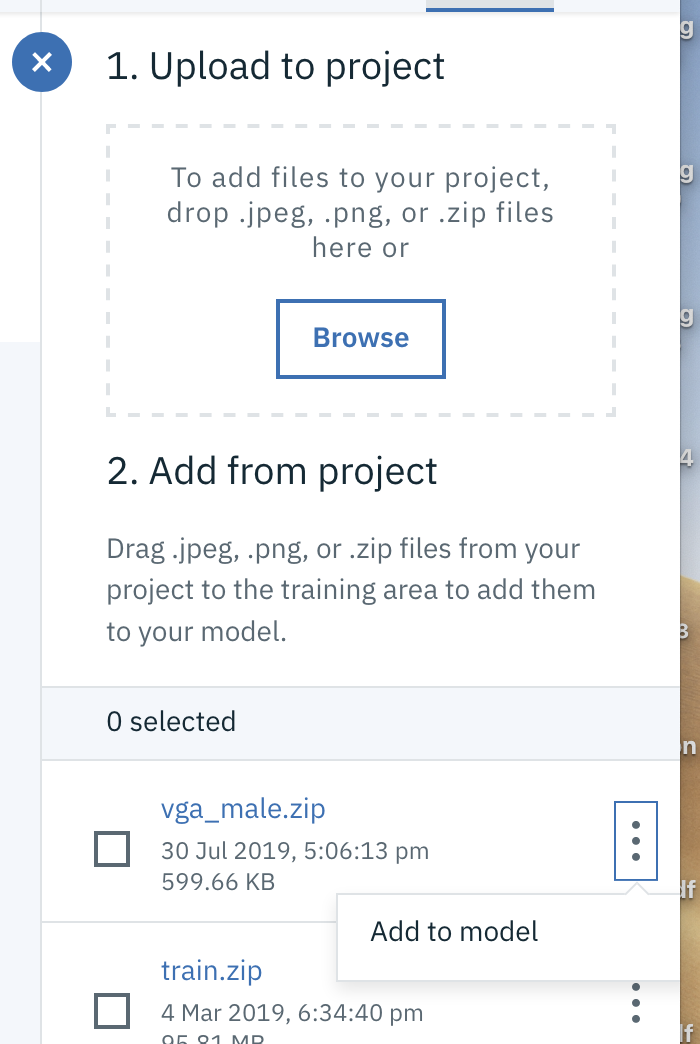 1. Upload to project
To add files to your project,
drop .jpeg, .png, or .zip files
here or
Browse
2. Add from project
Drag .jpeg, .png, or .zip files from your
project to the training area to add them
to your model.
0 selected
vga_male.zip
30 Jul 2019, 5:06:13 pm
599.66 KB
Add to model
train.zip
4 Mar 2019, 6:34:40 pm
95.81 MB